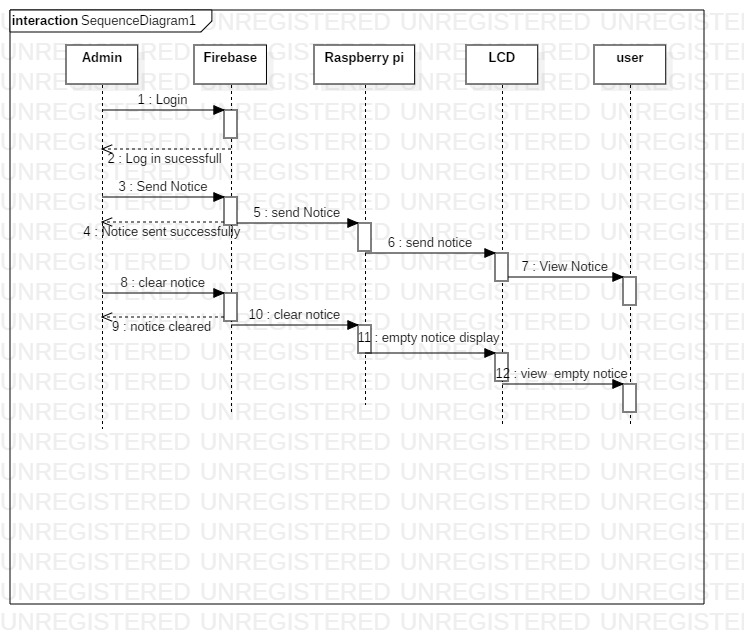 interaction SequenceDiagram1
Admin
Firebase
Raspberry pi
LCD
user
1 : Login
2 : Log in sucessfull
3 : Send Notice
4 : Notice sent successfully
5 : send Notice
6 : send notice
7 : View Notice
8 : clear notice
9 : notice cleared
10 : clear notice
11 : empty notice display
12 : view empty notice
UNREGISTERED